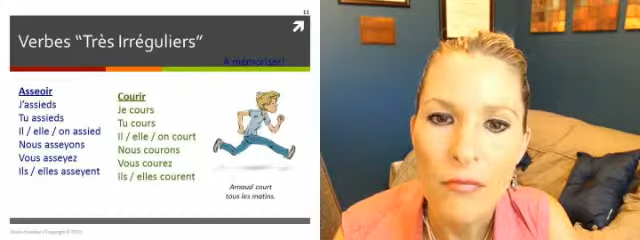 11
Verbes "Très Irréguliers"
À mémoriser!
Asseoir
J'assieds
Tu assieds
Il / elle / on assied
Nous asseyons
Vous asseyez
Ils / elles asseyent
Courir
Je cours
Tu cours
Il / elle / on court
Nous courons
Vous courez
Ils / elles courent
Arnaud court
tous les matins.